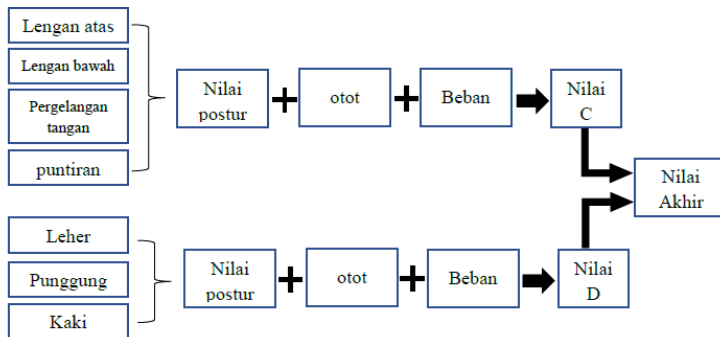 Lengan atas
Lengan bawah
Pergelangan
tangan
puntiran
Nilai
postur
+
otot
+
Beban
Nilai
C
Nilai
Akhir
Leher
Punggung
Kaki
Nilai
postur
+
otot
+
Beban
Nilai
D